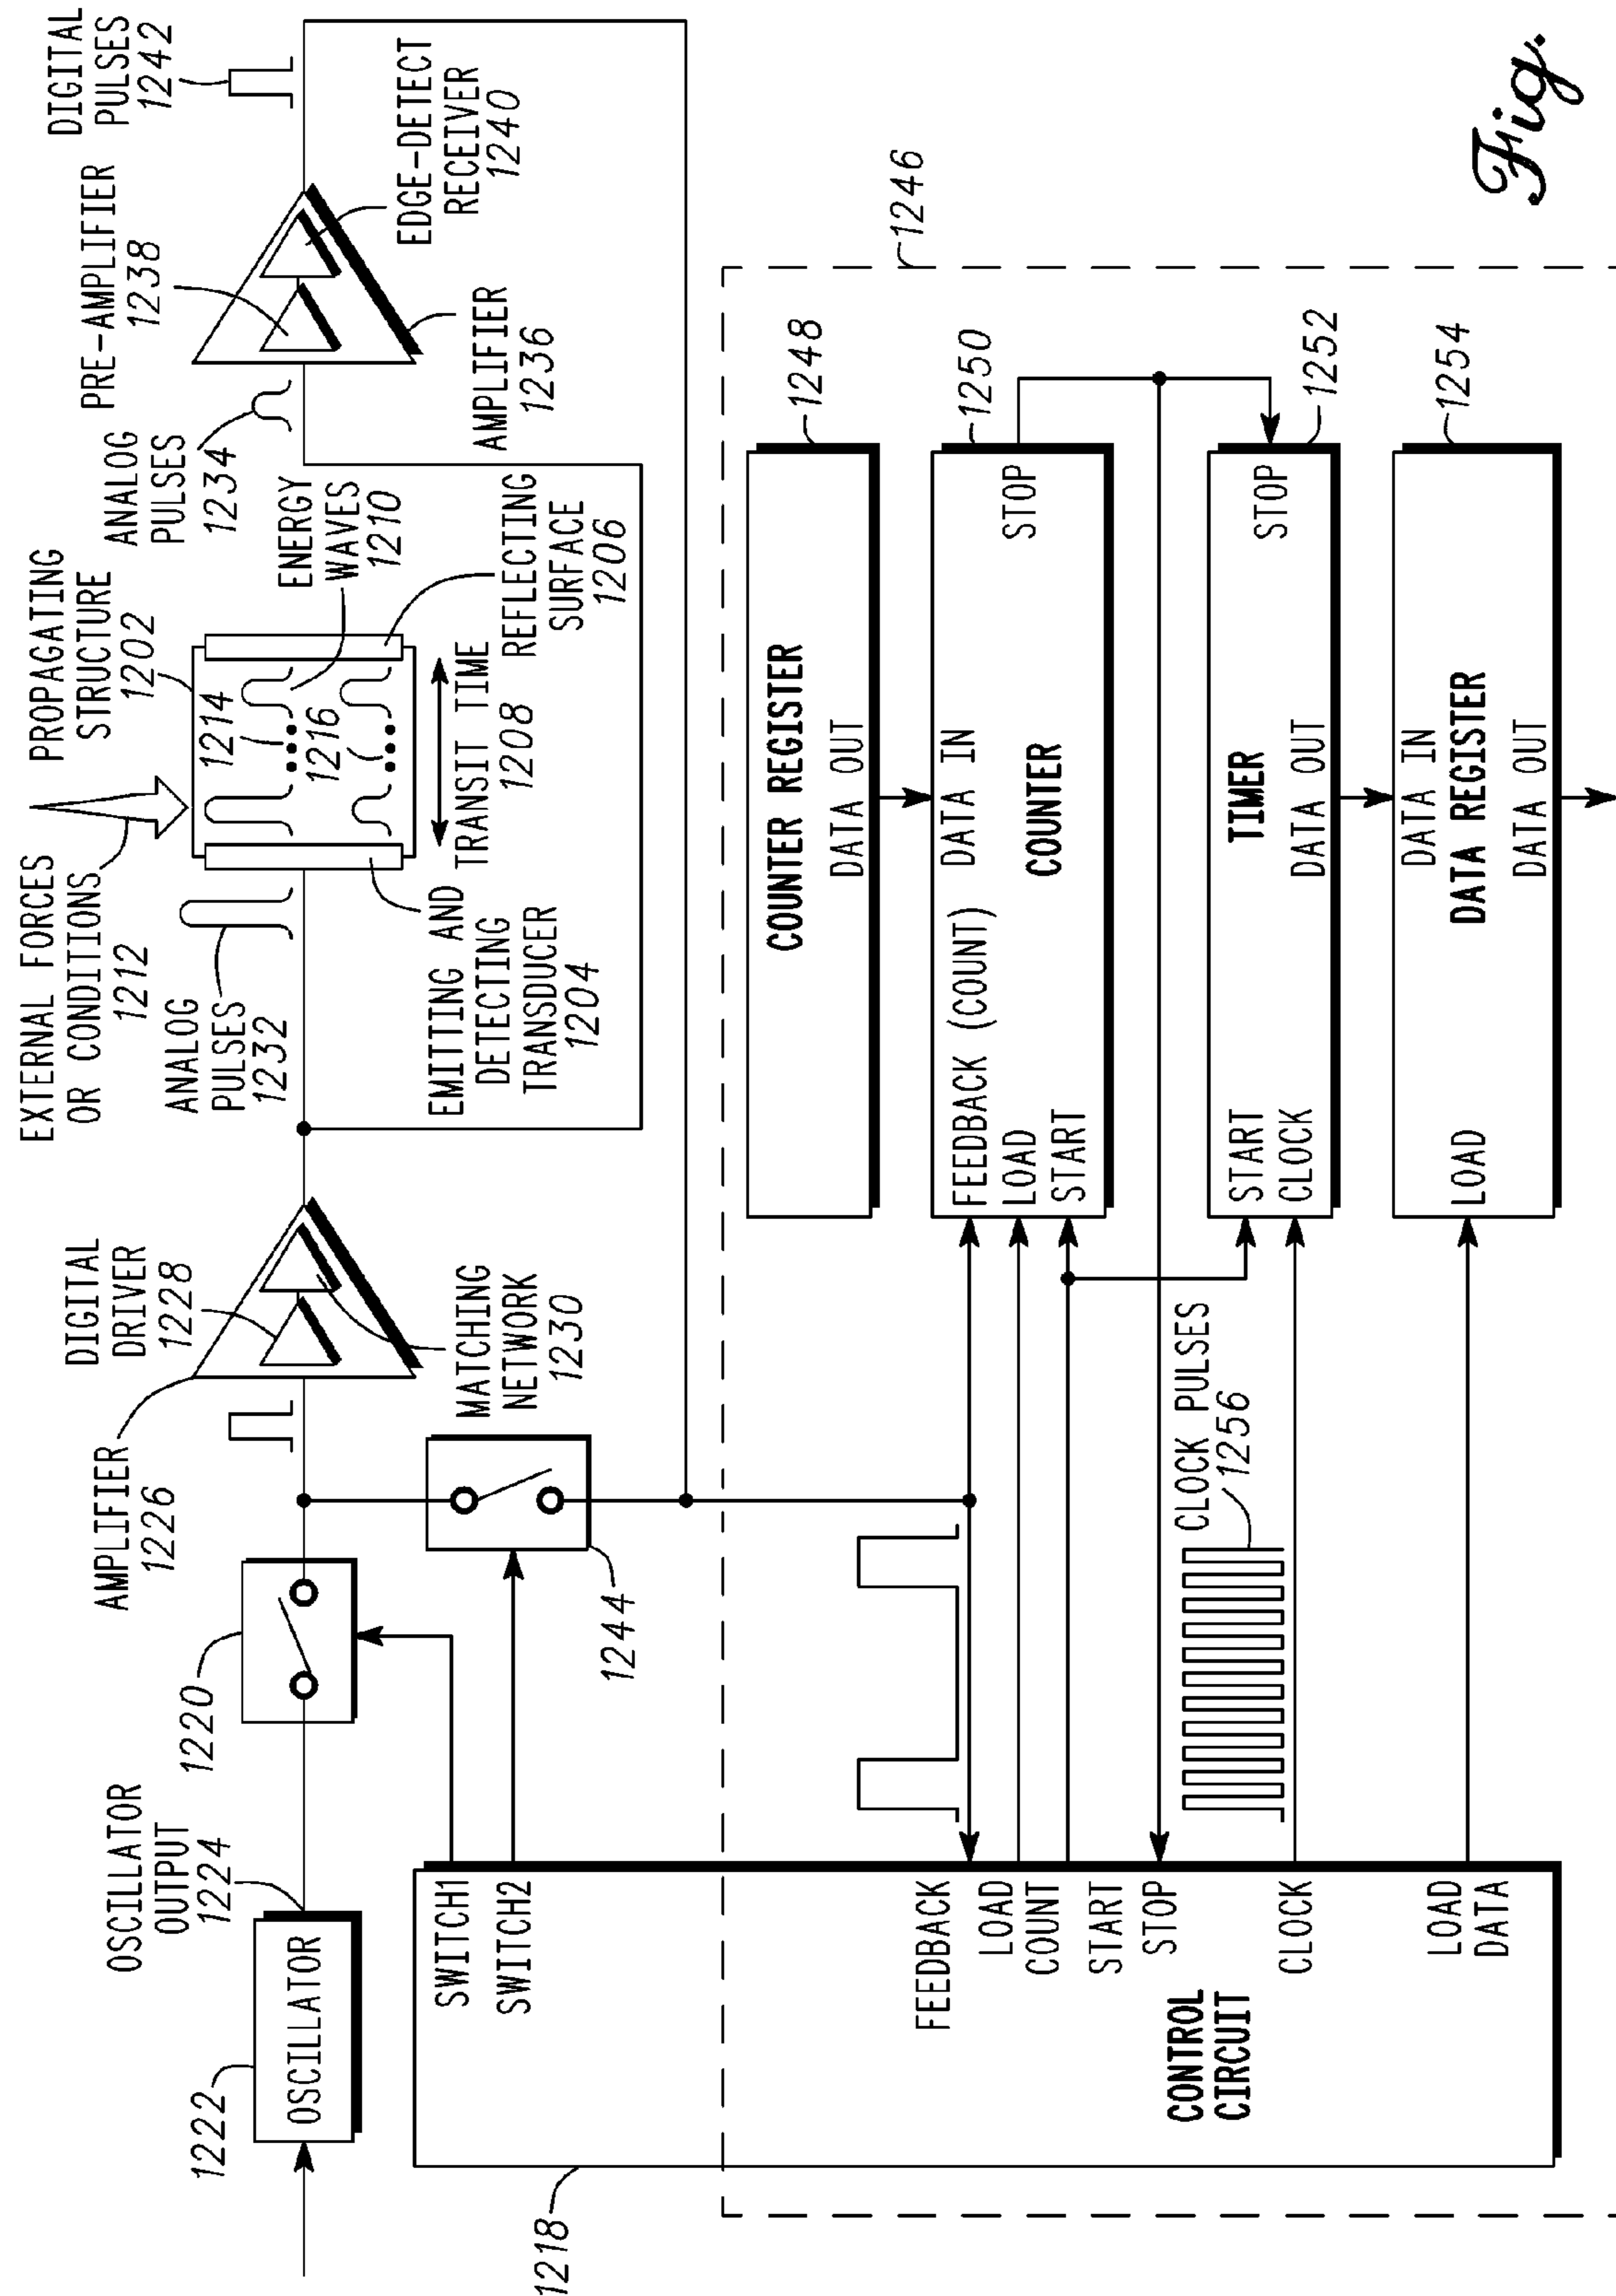 EXTERNAL FORCES
OR CONDITIONS
1212
PROPAGATING
STRUCTURE
1202
ANALOG
PULSES
1232
1214
1216
ENERGY
WAVES
1210
ANALOG
PULSES
1234
PRE-AMPLIFIER
1238
DIGITAL
PULSES
1242
OSCILLATOR
OUTPUT
1224
1220
AMPLIFIER
1226
DIGITAL
DRIVER
1228
1222
OSCILLATOR
MATCHING
NETWORK
1230
EMITTING AND
DETECTING
TRANSDUCER
1204
TRANSIT TIME
1208
REFLECTING
SURFACE
1206
AMPLIFIER
1236
EDGE-DETECT
RECEIVER
1240
1218
SWITCH1
SWITCH2
1244
1246
COUNTER REGISTER
DATA OUT
1248
FEEDBACK
LOAD
COUNT
START
STOP
CLOCK
LOAD
DATA
CONTROL
CIRCUIT
FEEDBACK (COUNT)
LOAD
START
DATA IN
COUNTER
STOP
1250
CLOCK PULSES
1256
START
CLOCK
TIMER
DATA OUT
STOP
1252
LOAD
DATA IN
DATA REGISTER
DATA OUT
1254
Fig.